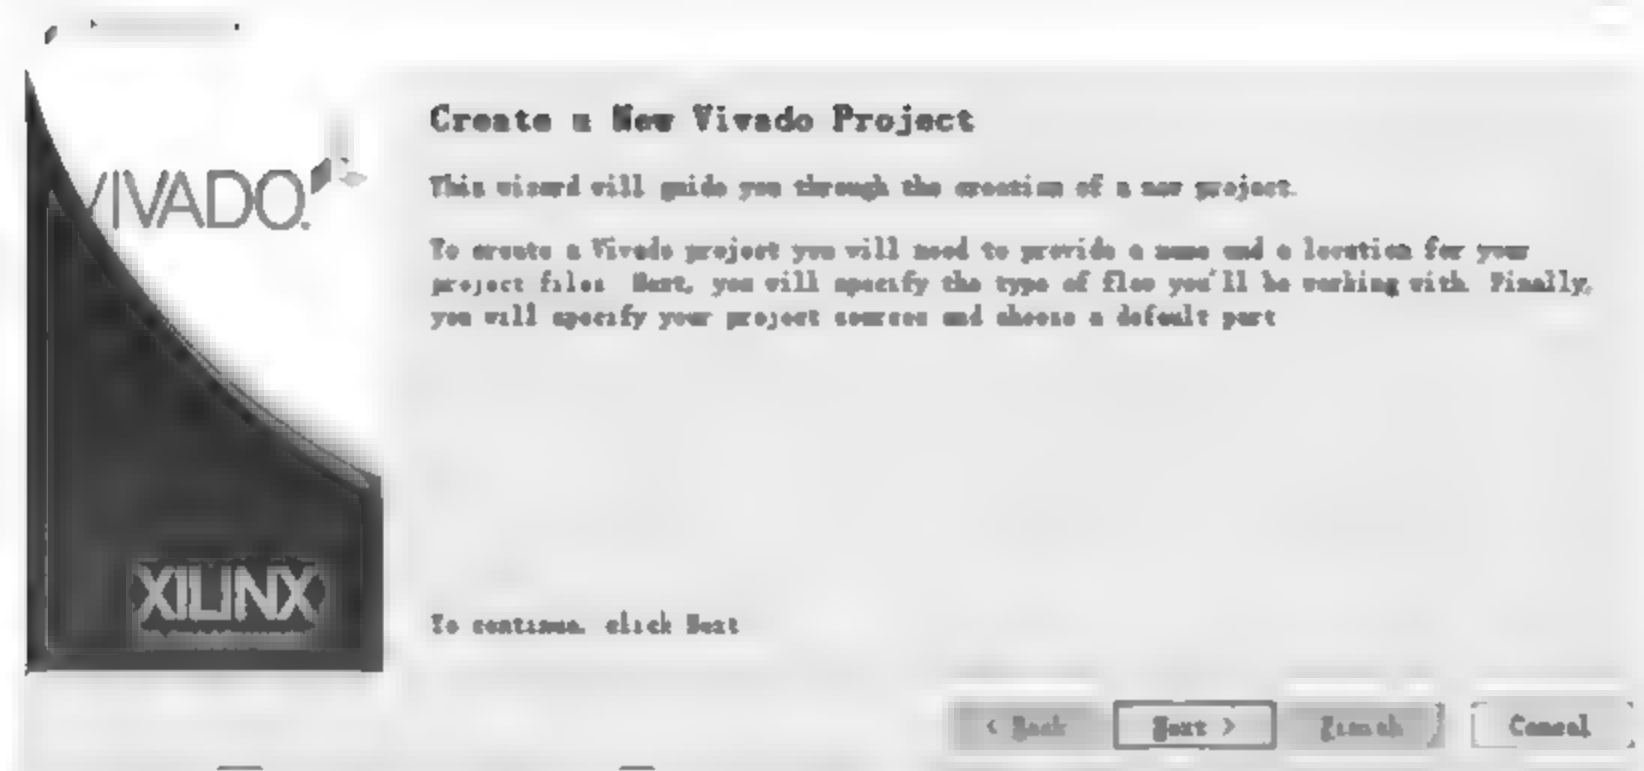 Create a New Vivado Project
VIVADO.
This wizard will guide you through the creation of a new project.
To create a Vivado project you will need to provide a name and a location for your
project files. Next, you will specify the type of flow you'll be working with. Finally,
you will specify your project sources and choose a default part
XILINX
To continue, click Next
< Back
Next >
Finish
Cancel